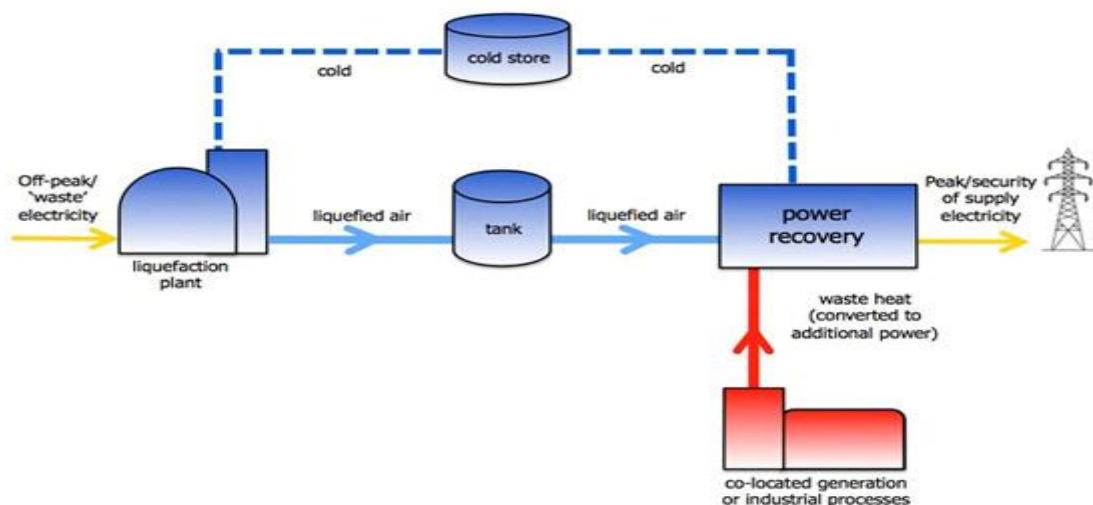 cold store
cold
cold
Off-peak/
'waste'
electricity
liquefied air
tank
liquefied air
power
recovery
Peak/security
of supply
electricity
liquefaction
plant
waste heat
(converted to
additional power)
co-located generation
or industrial processes